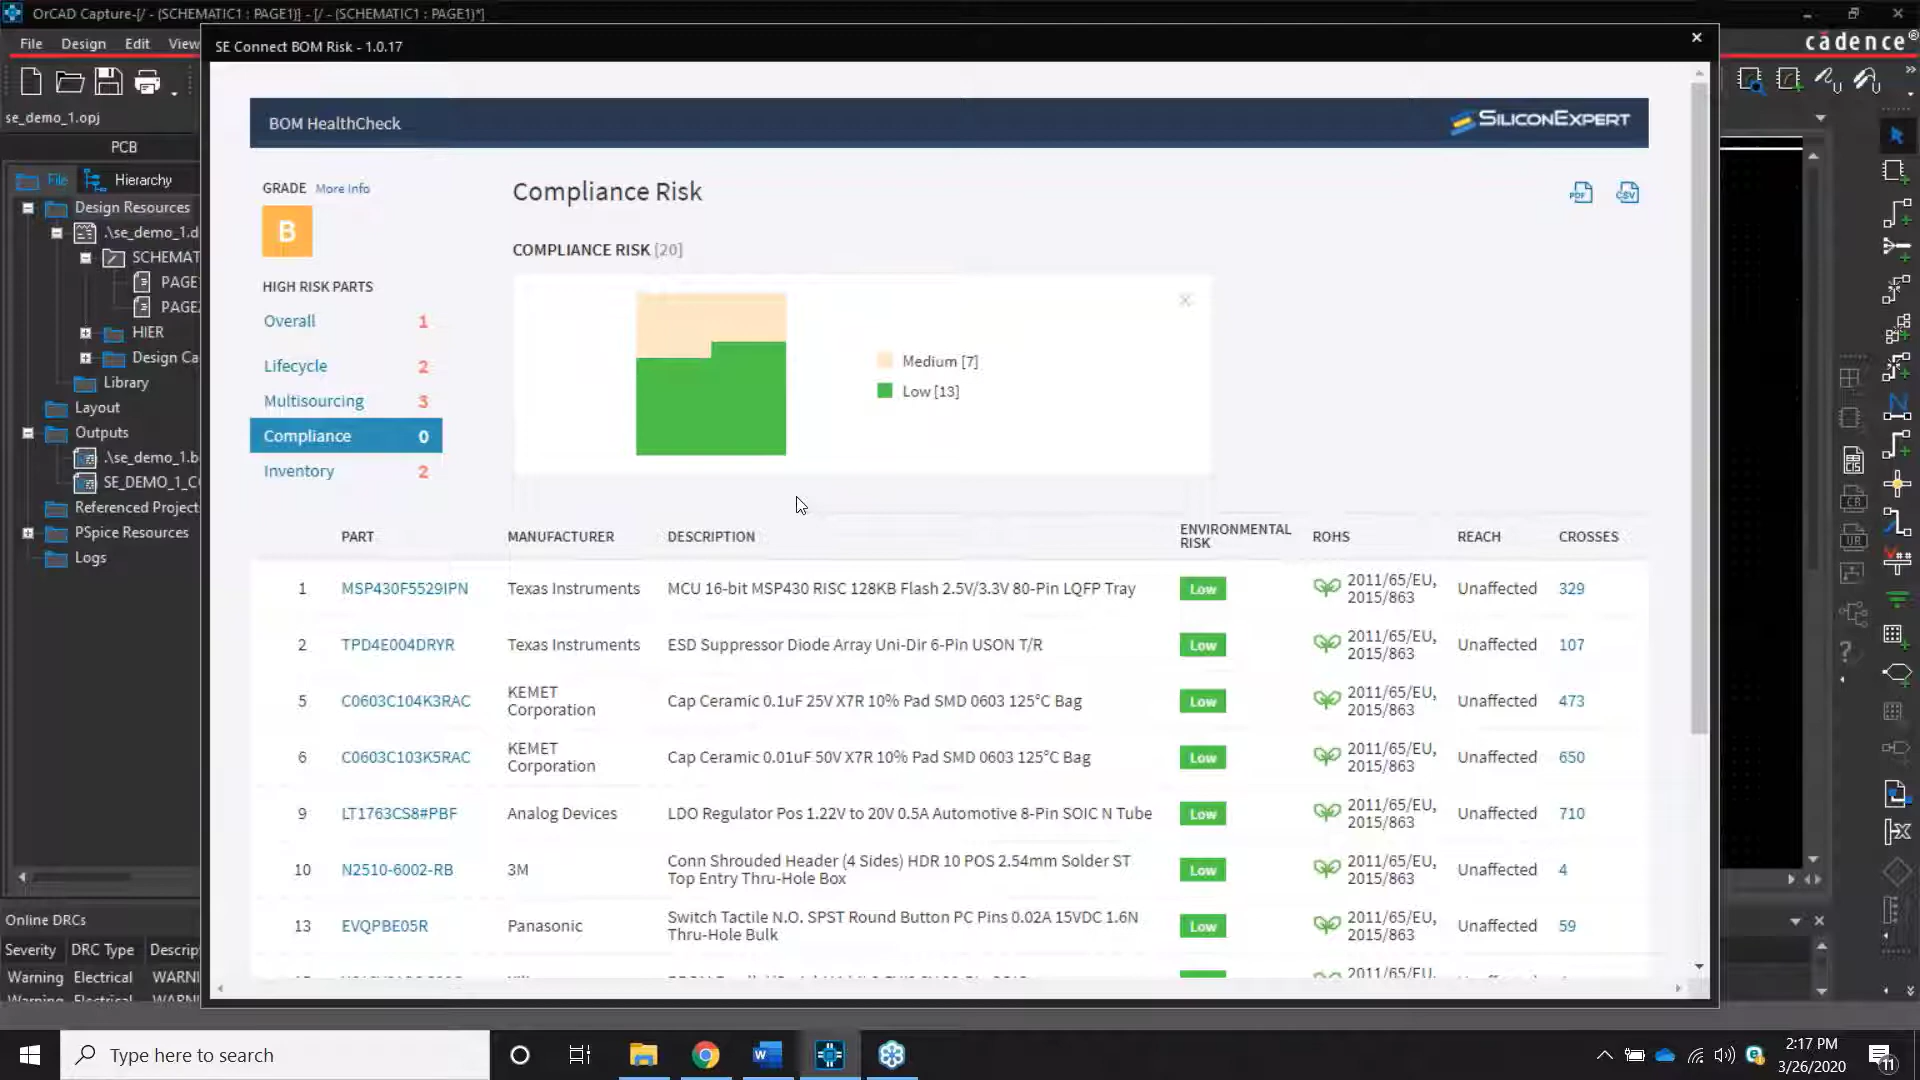 OrCAD Capture-[/ - (SCHEMATIC1 : PAGE1)] - [/ - (SCHEMATIC1 : PAGE1)*]
File Design Edit View
SE Connect BOM Risk - 1.0.17
cādence®
se_demo_1.opj
PCB
File Hierarchy
Design Resources
.\se_demo_1.d
SCHEMAT
PAGE
PAGE
HIER
Design Ca
Library
Layout
Outputs
.\se_demo_1.b
SE_DEMO_1_C
Referenced Project
PSpice Resources
Logs
Online DRCs
Severity DRC Type Descrip
Warning Electrical WARNI
Warning Electrical WARNI
BOM HealthCheck
SiliconExpert
GRADE More Info
B
HIGH RISK PARTS
Overall 1
Lifecycle 2
Multisourcing 3
Compliance 0
Inventory 2
Compliance Risk
PDF CSV
COMPLIANCE RISK [20]
Medium [7]
Low [13]
PART MANUFACTURER DESCRIPTION ENVIRONMENTAL RISK ROHS REACH CROSSES
1 MSP430F5529IPN Texas Instruments MCU 16-bit MSP430 RISC 128KB Flash 2.5V/3.3V 80-Pin LQFP Tray Low 2011/65/EU, 2015/863 Unaffected 329
2 TPD4E004DRYR Texas Instruments ESD Suppressor Diode Array Uni-Dir 6-Pin USON T/R Low 2011/65/EU, 2015/863 Unaffected 107
5 C0603C104K3RAC KEMET Corporation Cap Ceramic 0.1uF 25V X7R 10% Pad SMD 0603 125°C Bag Low 2011/65/EU, 2015/863 Unaffected 473
6 C0603C103K5RAC KEMET Corporation Cap Ceramic 0.01uF 50V X7R 10% Pad SMD 0603 125°C Bag Low 2011/65/EU, 2015/863 Unaffected 650
9 LT1763CS8#PBF Analog Devices LDO Regulator Pos 1.22V to 20V 0.5A Automotive 8-Pin SOIC N Tube Low 2011/65/EU, 2015/863 Unaffected 710
10 N2510-6002-RB 3M Conn Shrouded Header (4 Sides) HDR 10 POS 2.54mm Solder ST Top Entry Thru-Hole Box Low 2011/65/EU, 2015/863 Unaffected 4
13 EVQPBE05R Panasonic Switch Tactile N.O. SPST Round Button PC Pins 0.02A 15VDC 1.6N Thru-Hole Bulk Low 2011/65/EU, 2015/863 Unaffected 59
2011/65/EU,
Type here to search
2:17 PM
3/26/2020
11